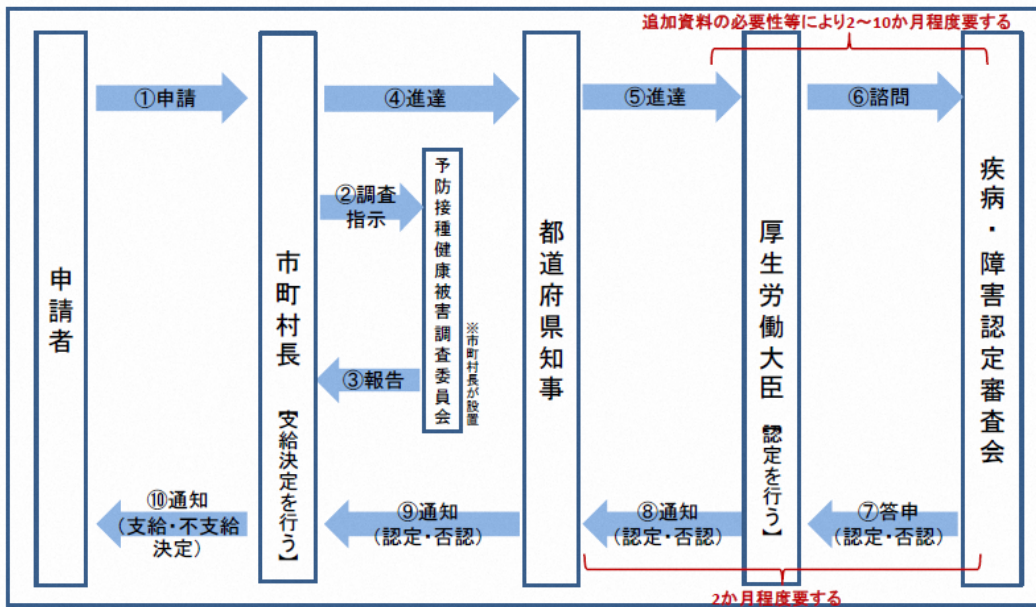 追加資料の必要性等により2～10か月程度要する
①申請
④進達
⑤進達
⑥諮問
②調査
指示
③報告
申請者
市町村長 【支給決定を行う】
予防接種健康被害調査委員会
※市町村長が設置
都道府県知事
厚生労働大臣 【認定を行う】
疾病・障害認定審査会
⑩通知
(支給・不支給
決定)
⑨通知
(認定・否認)
⑧通知
(認定・否認)
⑦答申
(認定・否認)
2か月程度要する